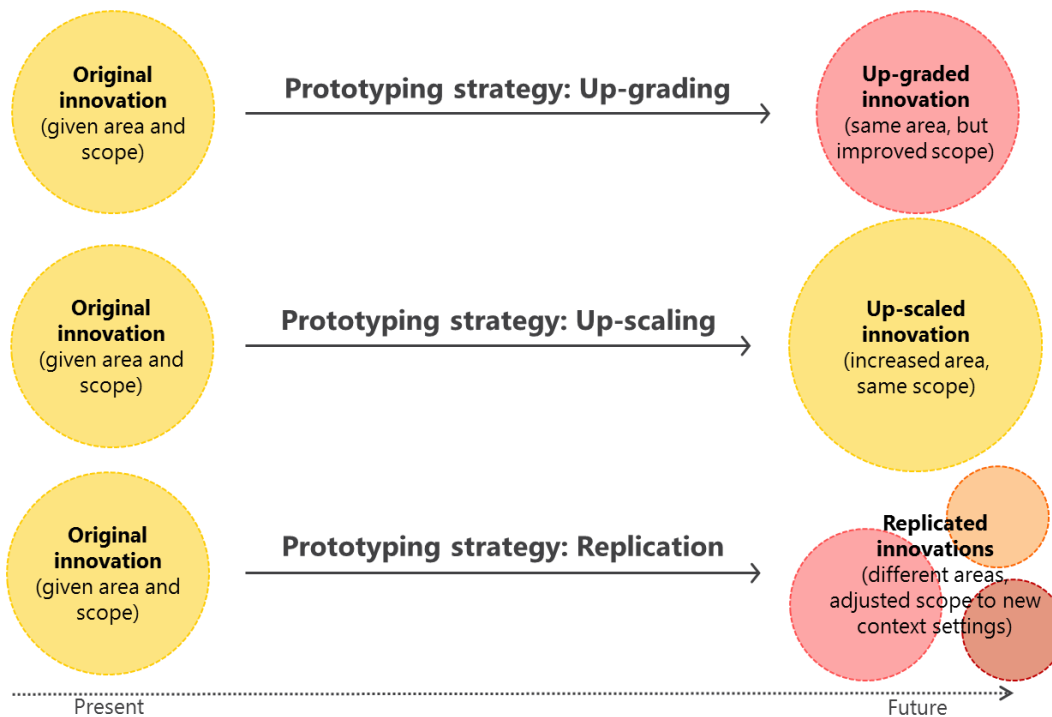 Original
innovation
(given area and
scope)
Prototyping strategy: Up-grading
Up-graded
innovation
(same area, but
improved scope)
Original
innovation
(given area and
scope)
Prototyping strategy: Up-scaling
Up-scaled
innovation
(increased area,
same scope)
Original
innovation
(given area and
scope)
Prototyping strategy: Replication
Replicated
innovations
(different areas,
adjusted scope to new
context settings)
Present
Future